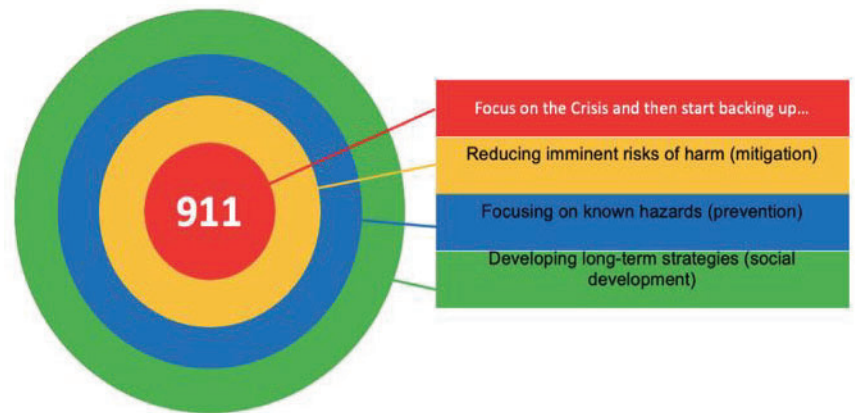 911
Focus on the Crisis and then start backing up...
Reducing imminent risks of harm (mitigation)
Focusing on known hazards (prevention)
Developing long-term strategies (social
development)